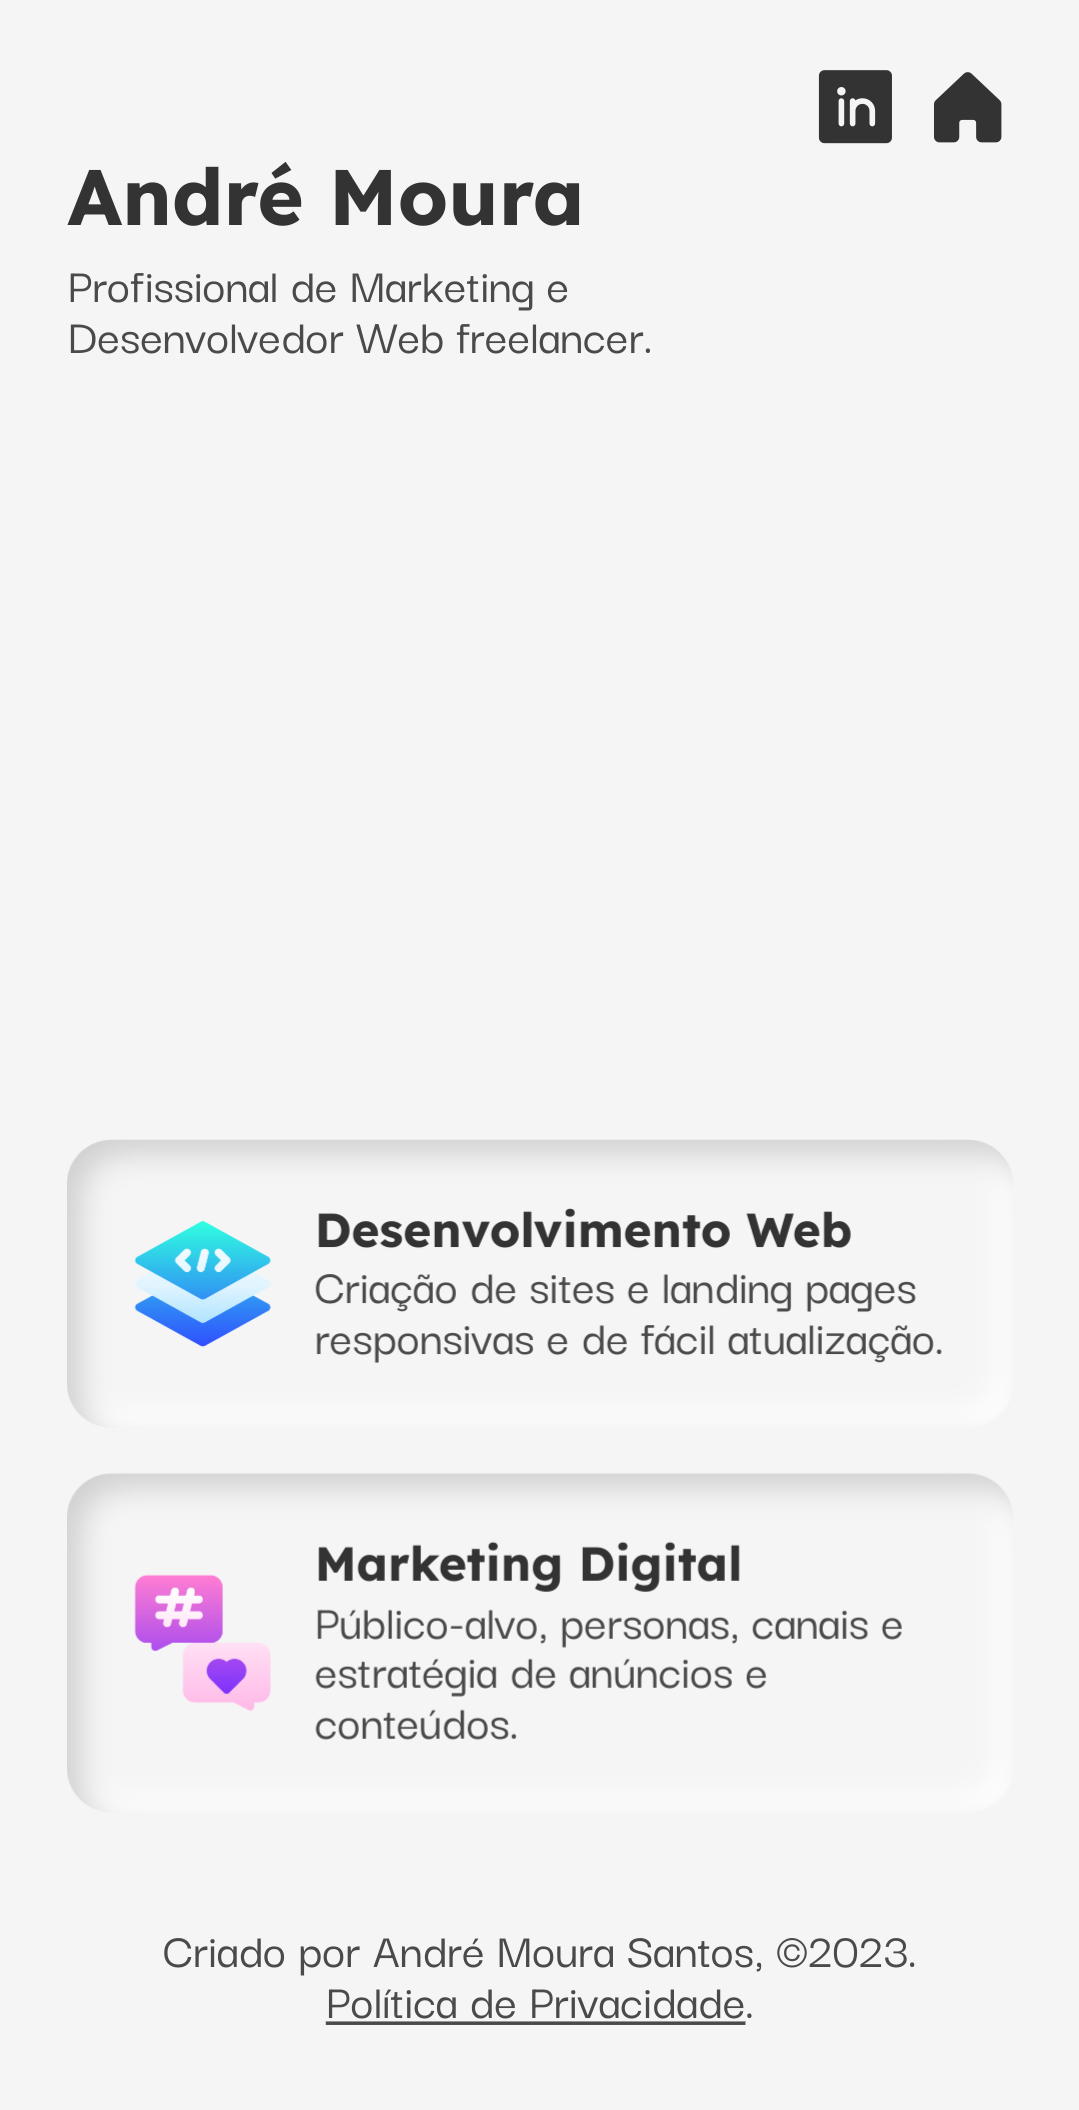 in
André Moura
Profissional de Marketing e
Desenvolvedor Web freelancer.
</>
Desenvolvimento Web
Criação de sites e landing pages
responsivas e de fácil atualização.
#
Marketing Digital
Público-alvo, personas, canais e
estratégia de anúncios e
conteúdos.
Criado por André Moura Santos, ©2023.
Política de Privacidade.